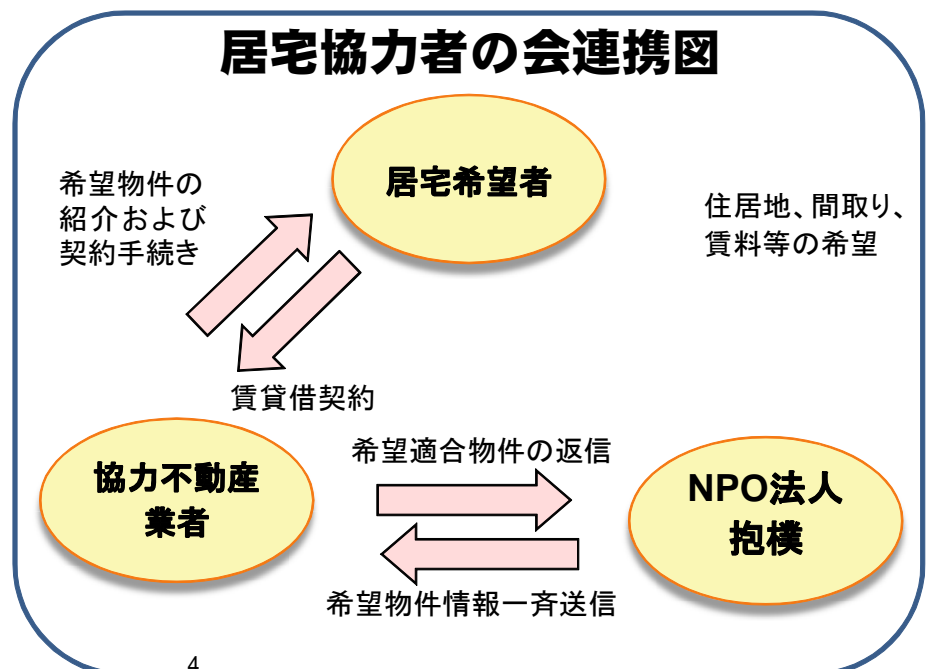 居宅協力者の会連携図
居宅希望者
希望物件の
紹介および
契約手続き
住居地、間取り、
賃料等の希望
賃貸借契約
協力不動産
業者
希望適合物件の返信
NPO法人
抱樸
希望物件情報一斉送信
4